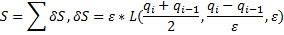 S = ∑ δS, δS = ε * L((q_i + q_{i-1})/2, (q_i - q_{i-1})/ε, ε)